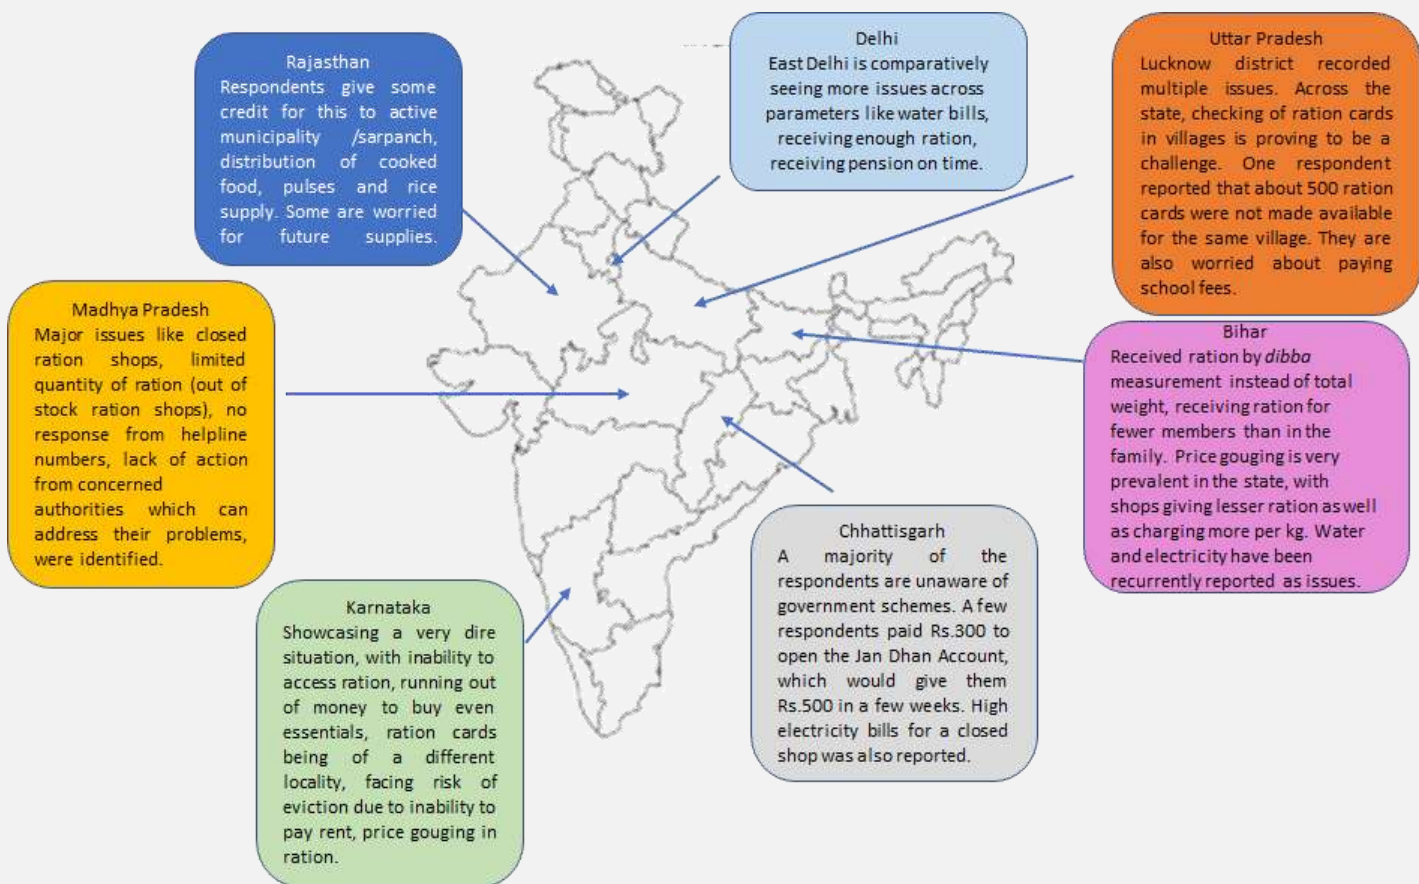 Rajasthan
Respondents give some
credit for this to active
municipality /sarpanch,
distribution of cooked
food, pulses and rice
supply. Some are worried
for future supplies.
Delhi
East Delhi is comparatively
seeing more issues across
parameters like water bills,
receiving enough ration,
receiving pension on time.
Uttar Pradesh
Lucknow district recorded
multiple issues. Across the
state, checking of ration cards
in villages is proving to be a
challenge. One respondent
reported that about 500 ration
cards were not made available
for the same village. They are
also worried about paying
school fees.
Madhya Pradesh
Major issues like closed
ration shops, limited
quantity of ration (out of
stock ration shops), no
response from helpline
numbers, lack of action
from concerned
authorities which can
address their problems,
were identified.
Bihar
Received ration by dibba
measurement instead of total
weight, receiving ration for
fewer members than in the
family. Price gouging is very
prevalent in the state, with
shops giving lesser ration as well
as charging more per kg. Water
and electricity have been
recurrently reported as issues.
Chhattisgarh
A majority of the
respondents are unaware of
government schemes. A few
respondents paid Rs.300 to
open the Jan Dhan Account,
which would give them
Rs.500 in a few weeks. High
electricity bills for a closed
shop was also reported.
Karnataka
Showcasing a very dire
situation, with inability to
access ration, running out
of money to buy even
essentials, ration cards
being of a different
locality, facing risk of
eviction due to inability to
pay rent, price gouging in
ration.